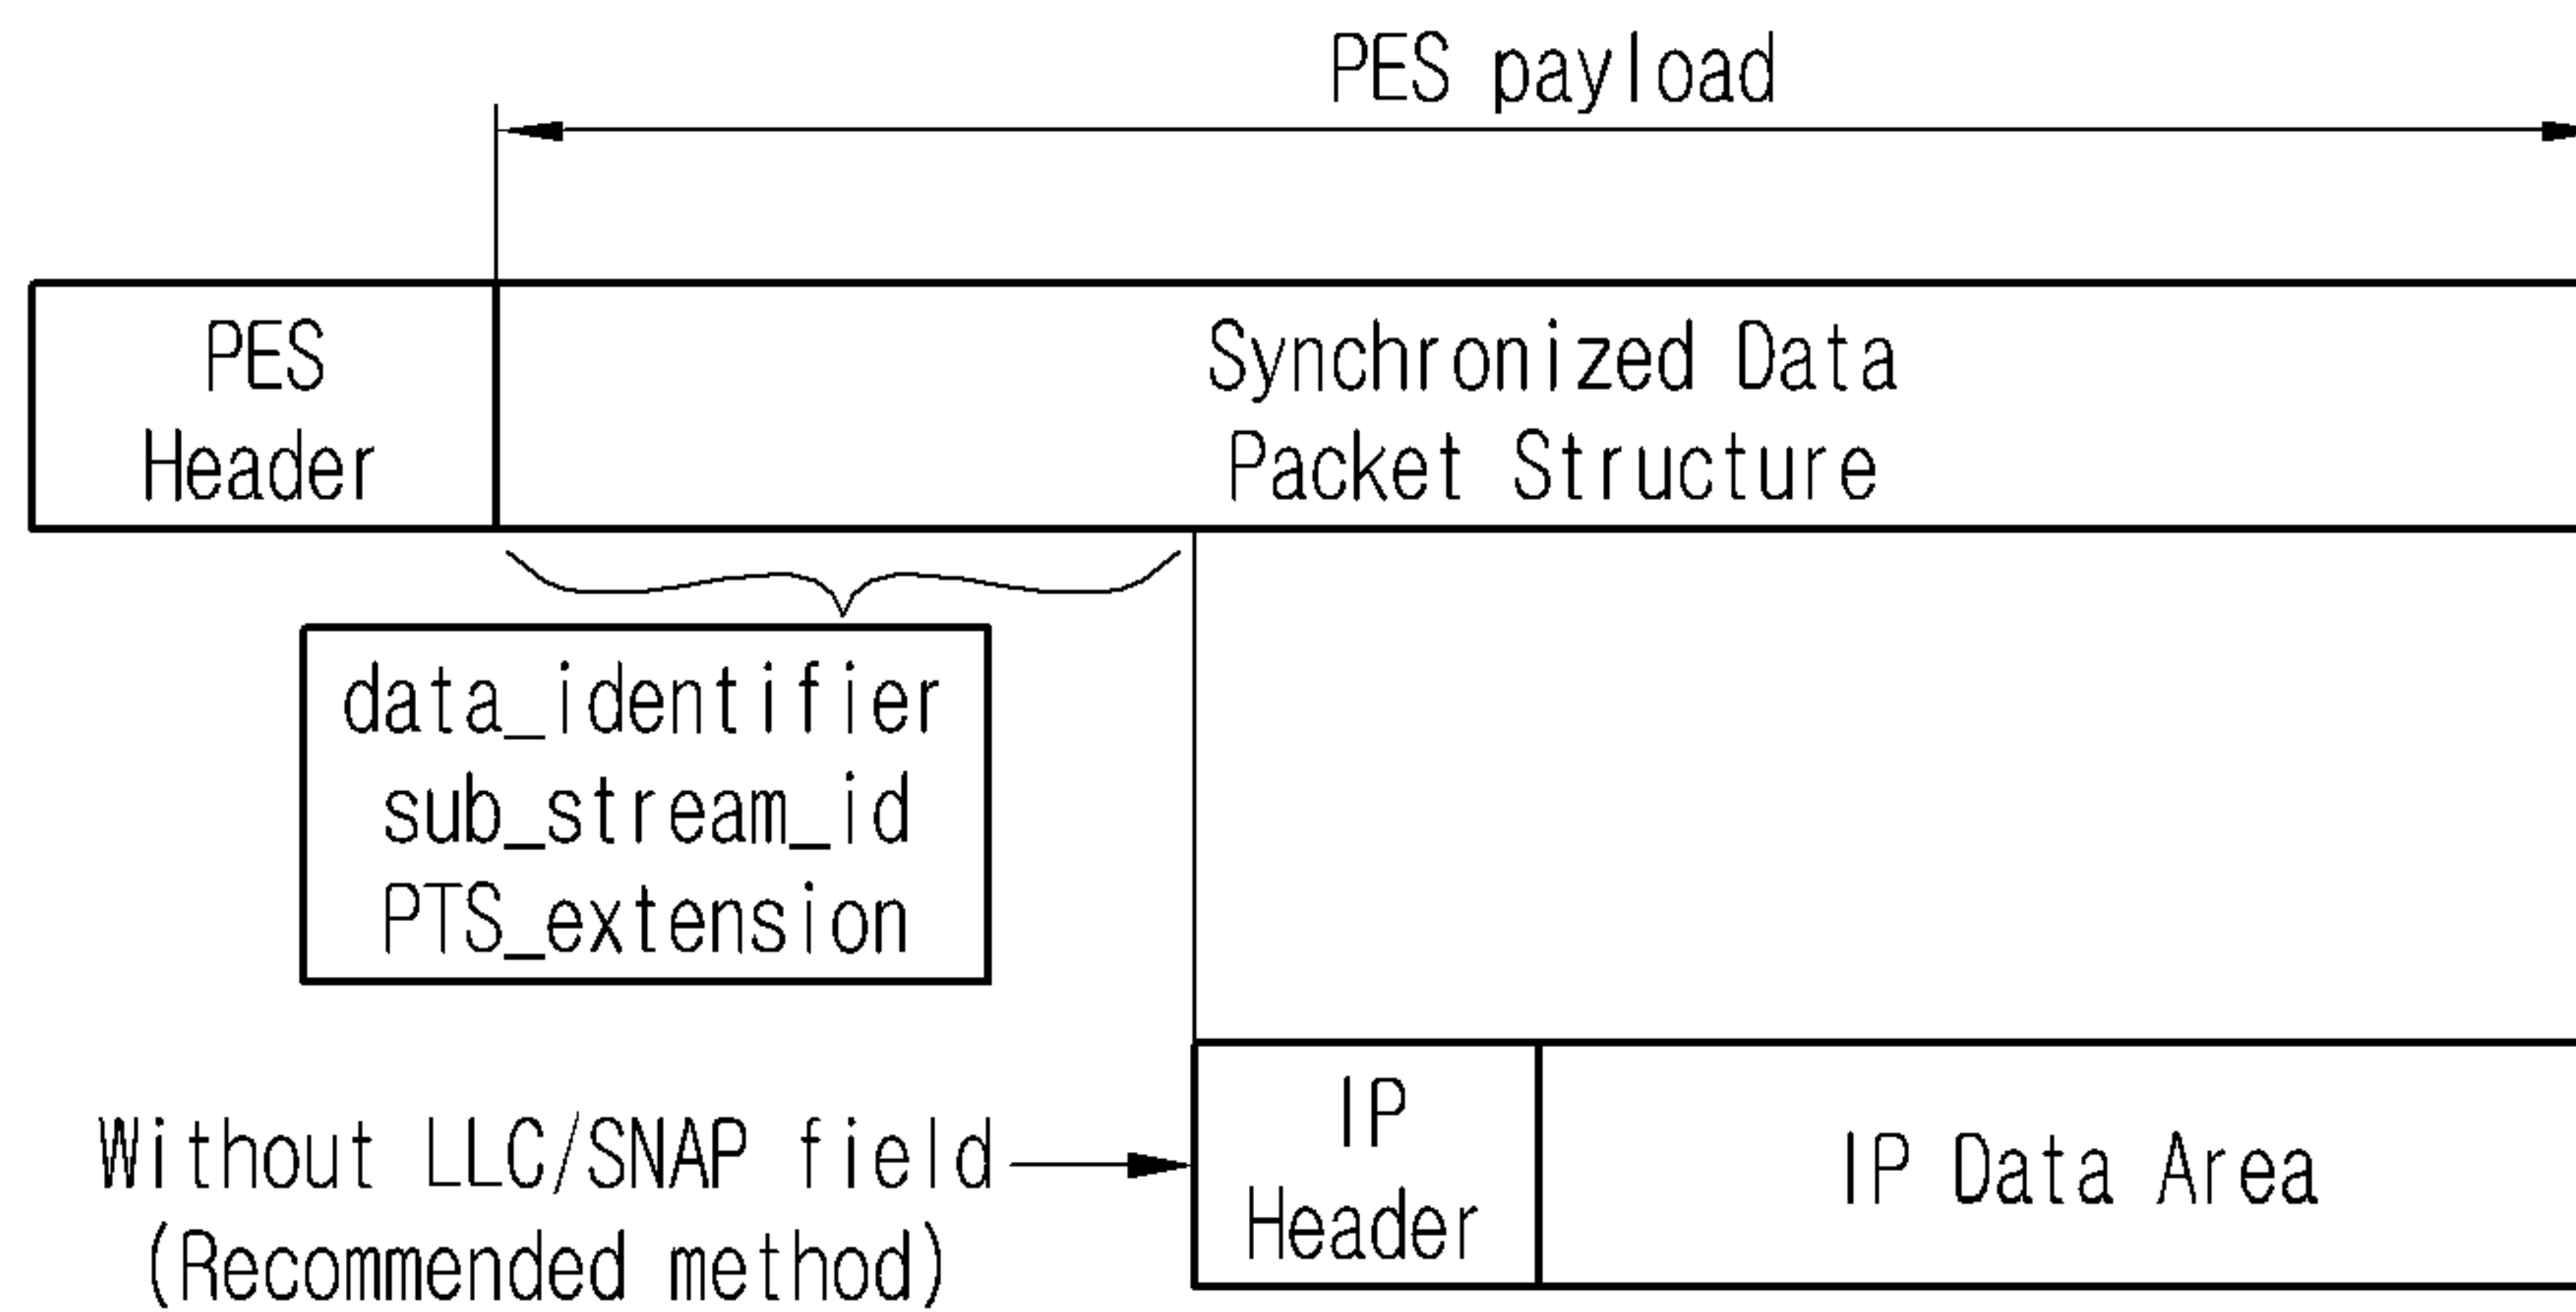 PES payload
PES
Header
Synchronized Data
Packet Structure
data_identifier
sub_stream_id
PTS_extension
Without LLC/SNAP field
(Recommended method)
IP
Header
IP Data Area